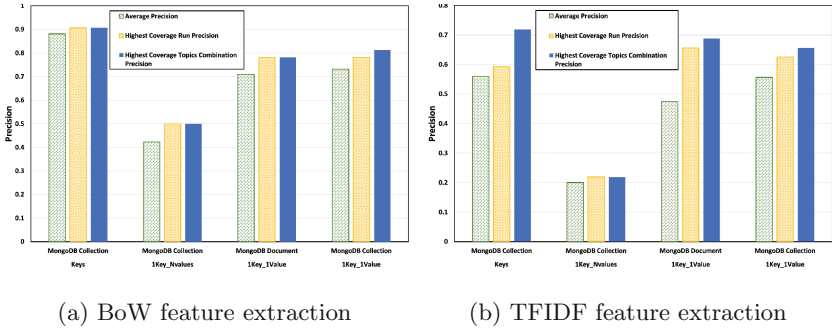 1
0.9
0.8
0.7
0.6
0.5
0.4
0.3
0.2
0.1
0
Precision
Average Precision
Highest Coverage Run Precision
Highest Coverage Topics Combination
Precision
MongoDB Collection MongoDB Collection MongoDB Document MongoDB Collection
Keys 1Key_Nvalues 1Key_1Value 1Key_1Value
(a) BoW feature extraction
0.8
0.7
0.6
0.5
0.4
0.3
0.2
0.1
0
Precision
Average Precision
Highest Coverage Run Precision
Highest Coverage Topics Combination
Precision
MongoDB Collection MongoDB Collection MongoDB Document MongoDB Collection
Keys 1Key_Nvalues 1Key_1Value 1Key_1Value
(b) TFIDF feature extraction